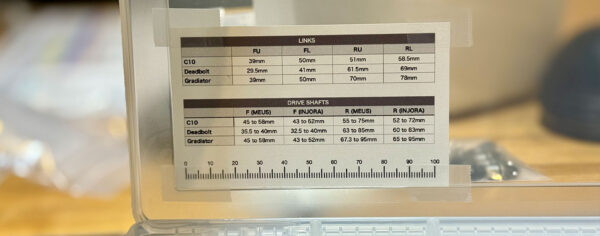 LINKS
FU FL RU RL
C10 39mm 50mm 51mm 58.5mm
Deadbolt 29.5mm 41mm 61.5mm 69mm
Gradiator 39mm 50mm 70mm 78mm
DRIVE SHAFTS
F (MEUS) F (INJORA) R (MEUS) R (INJORA)
C10 45 to 58mm 43 to 52mm 55 to 75mm 52 to 72mm
Deadbolt 35.5 to 40mm 32.5 to 40mm 63 to 85mm 60 to 83mm
Gradiator 45 to 58mm 43 to 52mm 67.3 to 95mm 65 to 95mm
0 10 20 30 40 50 60 70 80 90 100